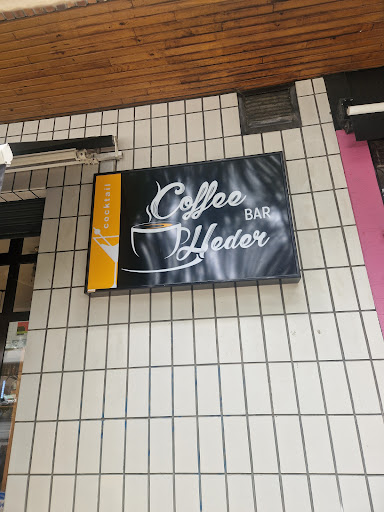 cocktail
Coffee
BAR
Heder